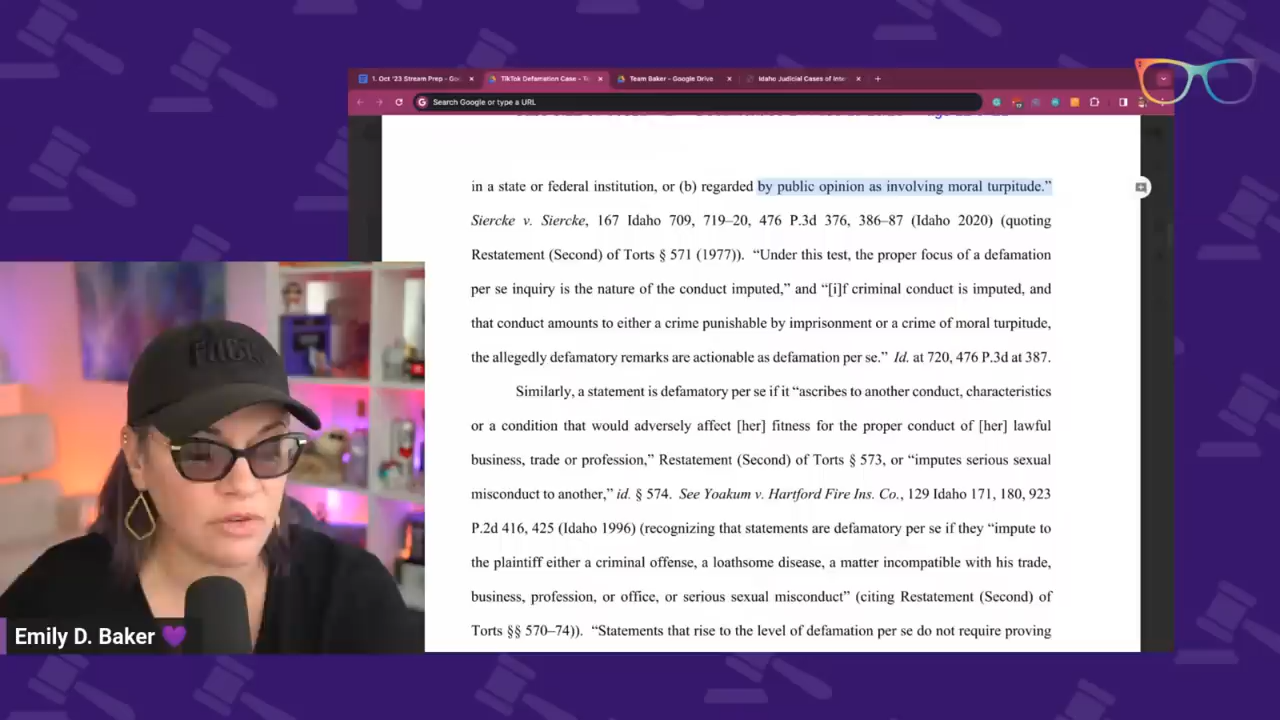 1. Oct '23 Stream Prep - Go
TikTok Defamation Case - T
Team Baker - Google Drive
Idaho Judicial Cases of Inte
Search Google or type a URL
in a state or federal institution, or (b) regarded by public opinion as involving moral turpitude.”
Siercke v. Siercke, 167 Idaho 709, 719–20, 476 P.3d 376, 386–87 (Idaho 2020) (quoting
Restatement (Second) of Torts § 571 (1977)). “Under this test, the proper focus of a defamation
per se inquiry is the nature of the conduct imputed,” and “[i]f criminal conduct is imputed, and
that conduct amounts to either a crime punishable by imprisonment or a crime of moral turpitude,
the allegedly defamatory remarks are actionable as defamation per se.” Id. at 720, 476 P.3d at 387.
Similarly, a statement is defamatory per se if it “ascribes to another conduct, characteristics
or a condition that would adversely affect [her] fitness for the proper conduct of [her] lawful
business, trade or profession,” Restatement (Second) of Torts § 573, or “imputes serious sexual
misconduct to another,” id. § 574. See Yoakum v. Hartford Fire Ins. Co., 129 Idaho 171, 180, 923
P.2d 416, 425 (Idaho 1996) (recognizing that statements are defamatory per se if they “impute to
the plaintiff either a criminal offense, a loathsome disease, a matter incompatible with his trade,
business, profession, or office, or serious sexual misconduct” (citing Restatement (Second) of
Torts §§ 570–74)). “Statements that rise to the level of defamation per se do not require proving
FACTS
Emily D. Baker 💜